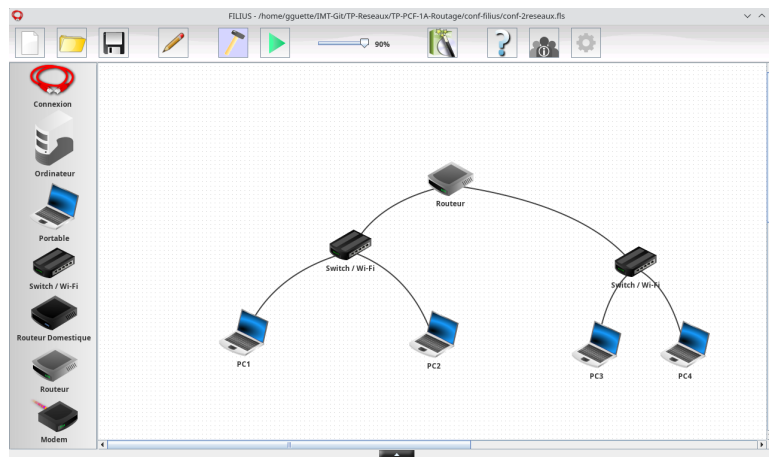 FILIUS - /home/gguette/IMT-Git/TP-Reseaux/TP-PCF-1A-Routage/conf-filius/conf-2reseaux.fls
90%
Connexion
Ordinateur
Portable
Switch / Wi-Fi
Routeur Domestique
Routeur
Modem
Routeur
Switch / Wi-Fi
Switch / Wi-Fi
PC1
PC2
PC3
PC4